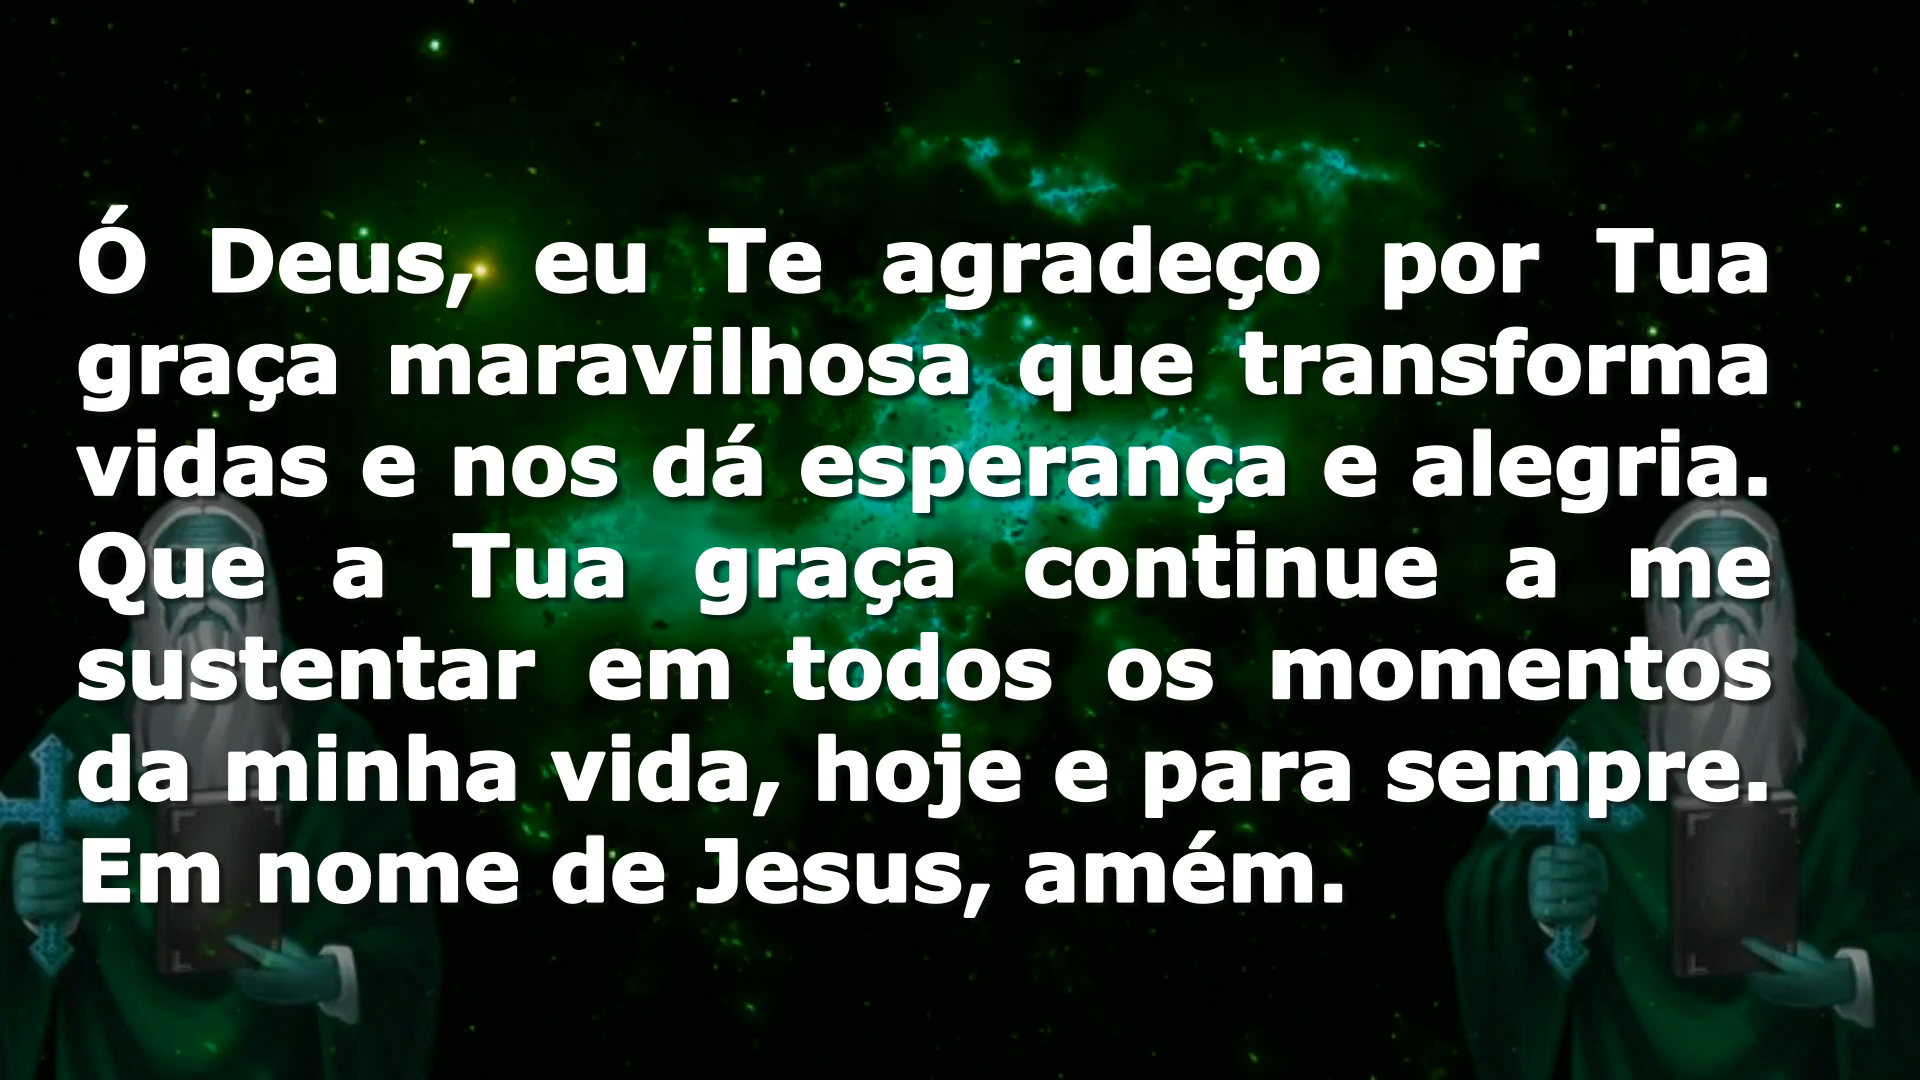 Ó Deus, eu Te agradeço por Tua
graça maravilhosa que transforma
vidas e nos dá esperança e alegria.
Que a Tua graça continue a me
sustentar em todos os momentos
da minha vida, hoje e para sempre.
Em nome de Jesus, amém.